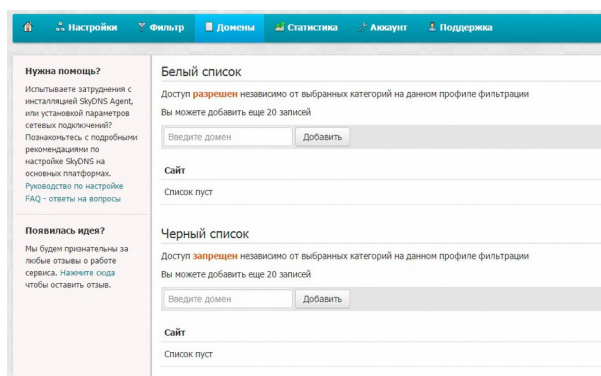 Настройки Фильтр Домены Статистика Аккаунт Поддержка
Нужна помощь?
Испытываете затруднения с
инсталляцией SkyDNS Agent,
или установкой параметров
сетевых подключений?
Познакомьтесь с подробными
рекомендациями по
настройке SkyDNS на
основных платформах.
Руководство по настройке
FAQ - ответы на вопросы
Появилась идея?
Мы будем признательны за
любые отзывы о работе
сервиса. Нажмите сюда
чтобы оставить отзыв.
Белый список
Доступ разрешен независимо от выбранных категорий на данном профиле фильтрации
Вы можете добавить еще 20 записей
Введите домен Добавить
Сайт
Список пуст
Черный список
Доступ запрещен независимо от выбранных категорий на данном профиле фильтрации
Вы можете добавить еще 20 записей
Введите домен Добавить
Сайт
Список пуст